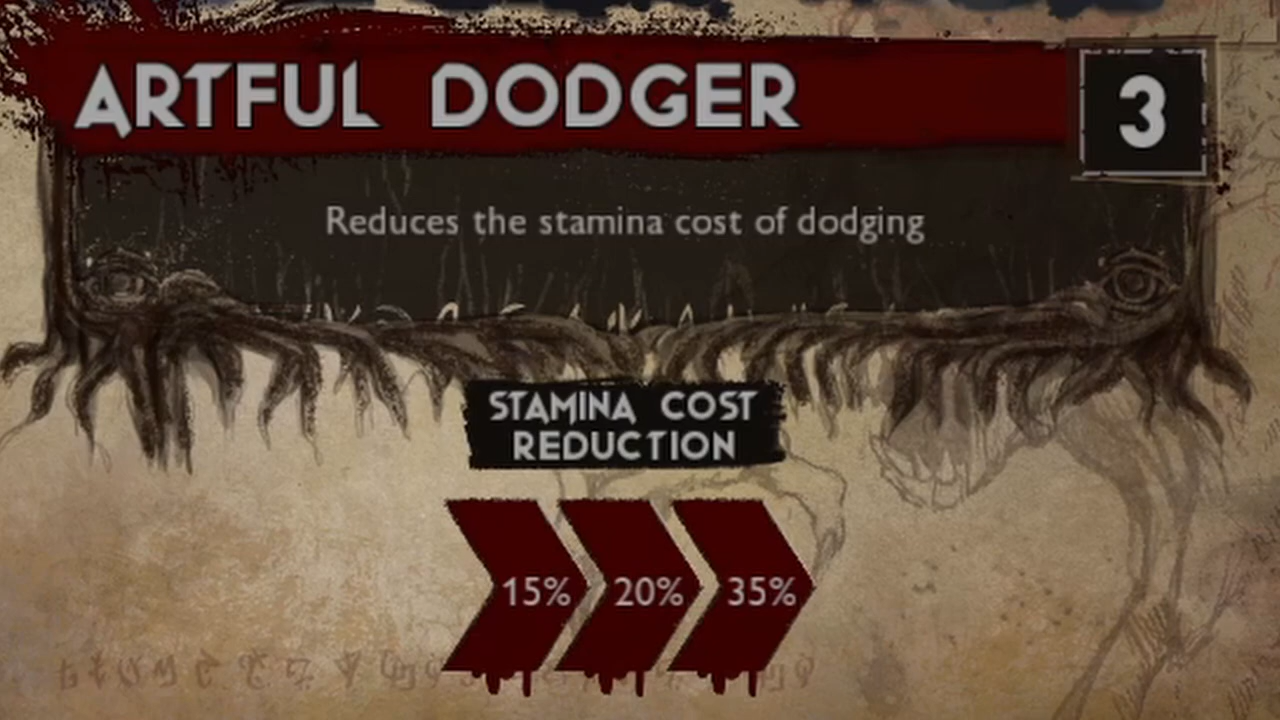 ARTFUL DODGER
3
Reduces the stamina cost of dodging
STAMINA COST
REDUCTION
15% 20% 35%